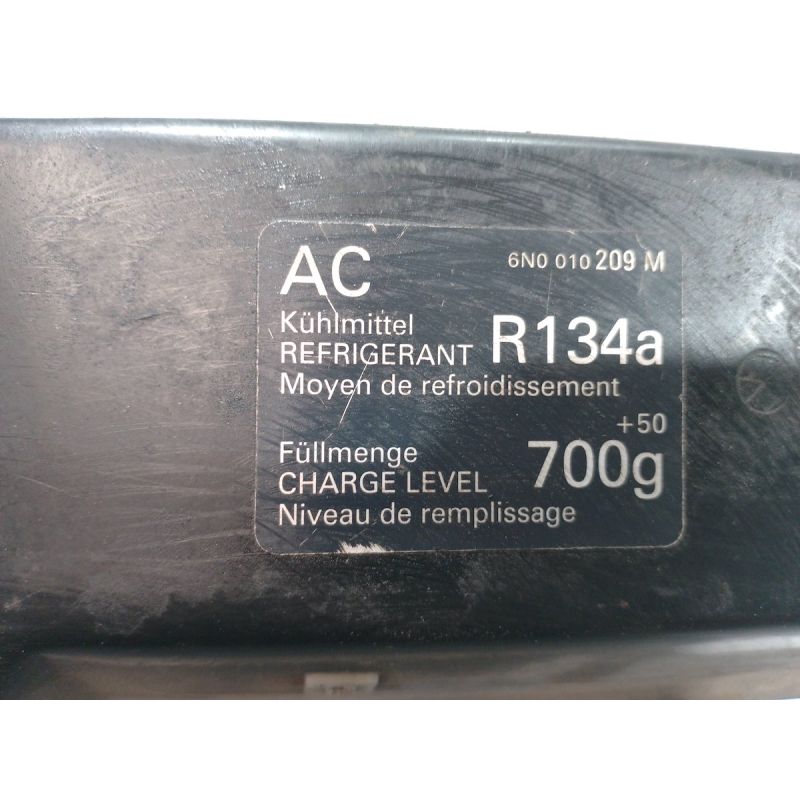 AC
6N0 010 209 M
Kühlmittel
REFRIGERANT R134a
Moyen de refroidissement
+50
Füllmenge
CHARGE LEVEL 700g
Niveau de remplissage